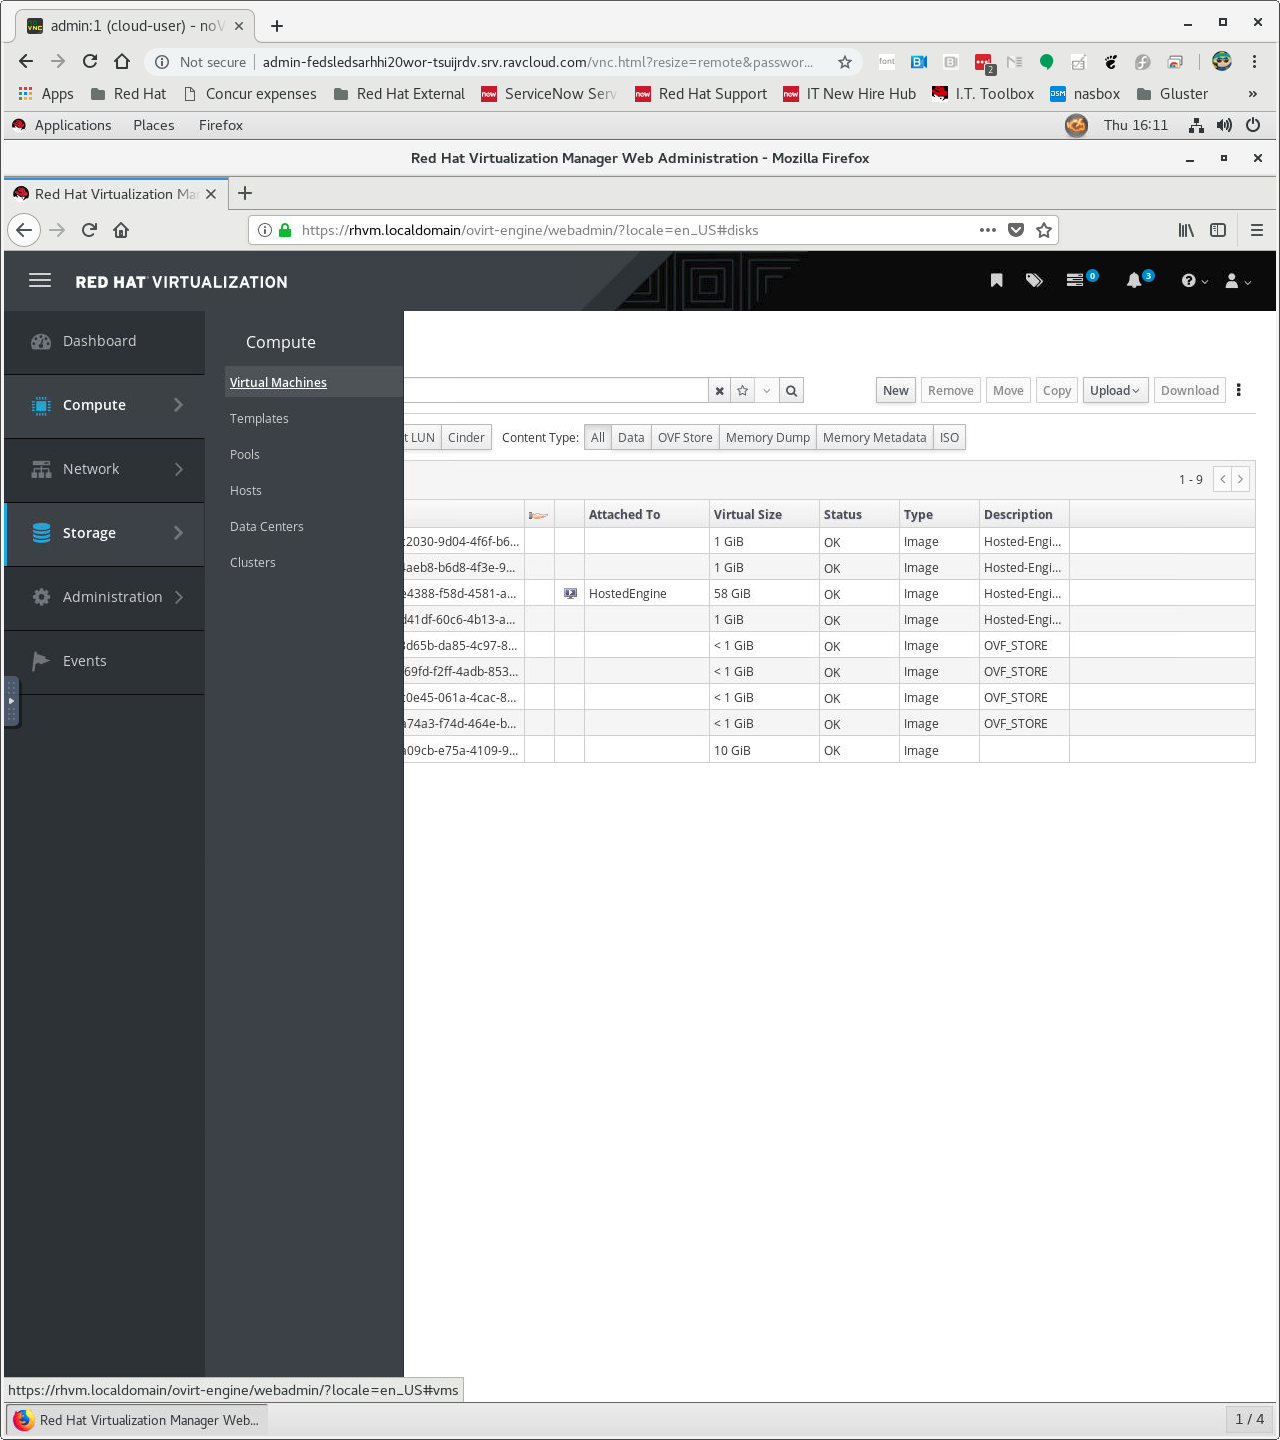 admin:1 (cloud-user) - noV
Not secure admin-fedsledsarhhi20wor-tsuijrdv.srv.ravcloud.com/vnc.html?resize=remote&passwor...
Apps Red Hat Concur expenses Red Hat External ServiceNow Serv Red Hat Support IT New Hire Hub I.T. Toolbox nasbox Gluster »
Applications Places Firefox Thu 16:11
Red Hat Virtualization Manager Web Administration - Mozilla Firefox
Red Hat Virtualization Ma
https://rhvm.localdomain/ovirt-engine/webadmin/?locale=en_US#disks
RED HAT VIRTUALIZATION 0 3
Dashboard
Compute
Network
Storage
Administration
Events
Compute
Virtual Machines
Templates
Pools
Hosts
Data Centers
Clusters
New Remove Move Copy Upload Download
t LUN Cinder Content Type: All Data OVF Store Memory Dump Memory Metadata ISO
1 - 9
Attached To Virtual Size Status Type Description
c2030-9d04-4f6f-b6... 1 GiB OK Image Hosted-Engi...
4aeb8-b6d8-4f3e-9... 1 GiB OK Image Hosted-Engi...
e4388-f58d-4581-a... HostedEngine 58 GiB OK Image Hosted-Engi...
d41df-60c6-4b13-a... 1 GiB OK Image Hosted-Engi...
8d65b-da85-4c97-8... < 1 GiB OK Image OVF_STORE
f69fd-f2ff-4adb-853... < 1 GiB OK Image OVF_STORE
c0e45-061a-4cac-8... < 1 GiB OK Image OVF_STORE
a74a3-f74d-464e-b... < 1 GiB OK Image OVF_STORE
a09cb-e75a-4109-9... 10 GiB OK Image
https://rhvm.localdomain/ovirt-engine/webadmin/?locale=en_US#vms
Red Hat Virtualization Manager Web... 1 / 4